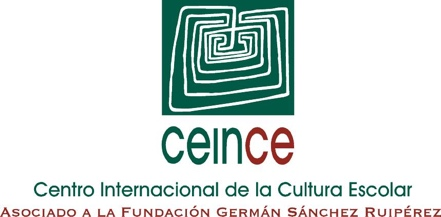 ceince
Centro Internacional de la Cultura Escolar
Asociado a la Fundación Germán Sánchez Ruipérez